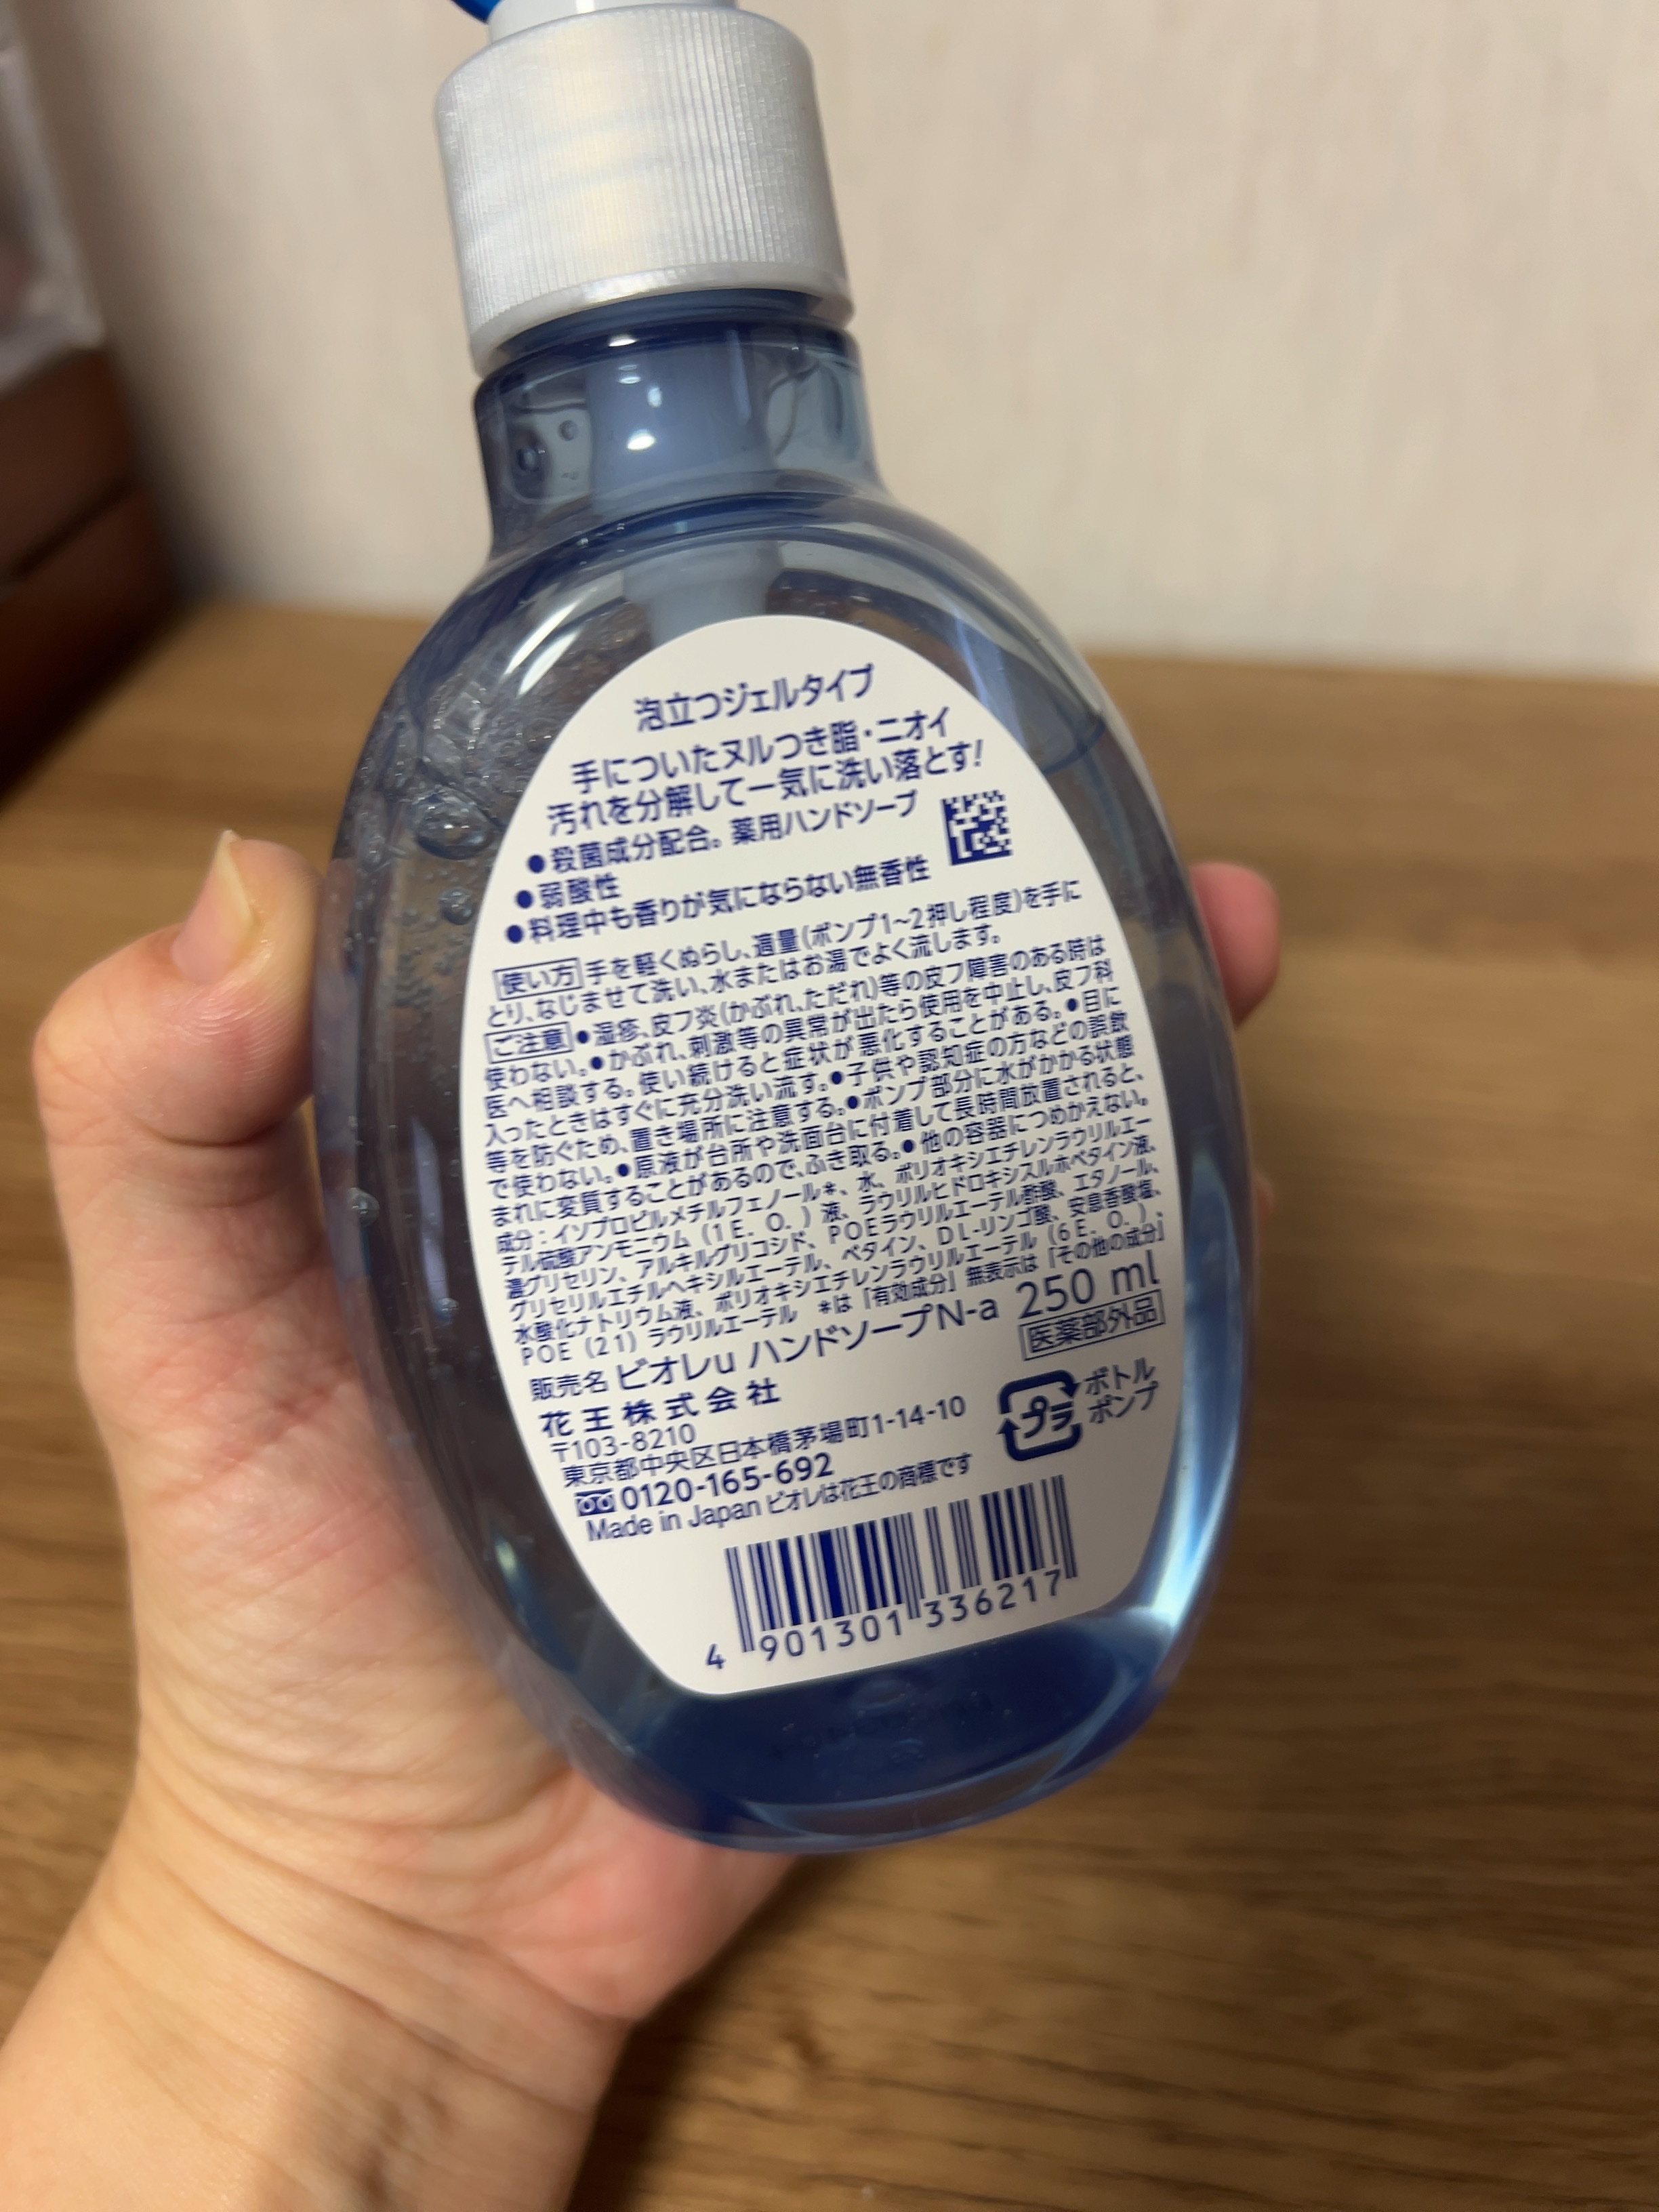 泡立つジェルタイプ
手についたヌルつき脂・ニオイ
汚れを分解して一気に洗い落とす!
●殺菌成分配合。薬用ハンドソープ
●弱酸性
●料理中も香りが気にならない無香性
使い方 手を軽くぬらし、適量(ポンプ1~2押し程度)を手に
とり、なじませて洗い、水またはお湯でよく流します。
ご注意 ●湿疹、皮フ炎(かぶれ、ただれ)等の皮フ障害のある時は
使わない。●かぶれ、刺激等の異常が出たら使用を中止し、皮フ科
医へ相談する。使い続けると症状が悪化することがある。●目に
入ったときはすぐに充分洗い流す。●子供や認知症の方などの誤飲
等を防ぐため、置き場所に注意する。●ポンプ部分に水がかかる状態
で使わない。●原液が台所や洗面台に付着して長時間放置されると、
まれに変質することがあるので、ふき取る。●他の容器につめかえない。
成分:イソプロピルメチルフェノール*、水、ポリオキシエチレンラウリルエー
テル硫酸アンモニウム(1E.O.)液、ラウリルヒドロキシスルホベタイン液、
濃グリセリン、アルキルグリコシド、POEラウリルエーテル酢酸、エタノール、
グリセリルエチルヘキシルエーテル、ベタイン、DL-リンゴ酸、安息香酸塩、
水酸化ナトリウム液、ポリオキシエチレンラウリルエーテル(6E.O.)、
POE(21)ラウリルエーテル *は「有効成分」無表示は「その他の成分」
販売名 ビオレu ハンドソープN-a 250 ml
医薬部外品
花王株式会社
〒103-8210
東京都中央区日本橋茅場町1-14-10
0120-165-692
Made in Japan ビオレは花王の商標です
プラ
ボトル
ポンプ
4 901301 336217